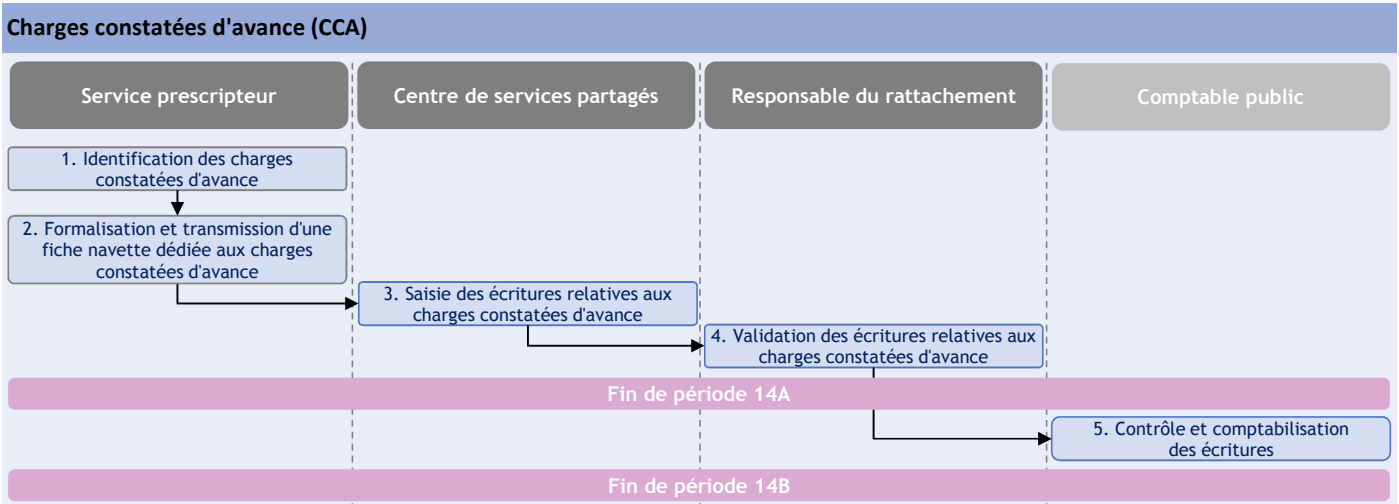 Charges constatées d'avance (CCA)
Service prescripteur
Centre de services partagés
Responsable du rattachement
Comptable public
1. Identification des charges
constatées d'avance
2. Formalisation et transmission d'une
fiche navette dédiée aux charges
constatées d'avance
3. Saisie des écritures relatives aux
charges constatées d'avance
4. Validation des écritures relatives aux
charges constatées d'avance
Fin de période 14A
5. Contrôle et comptabilisation
des écritures
Fin de période 14B